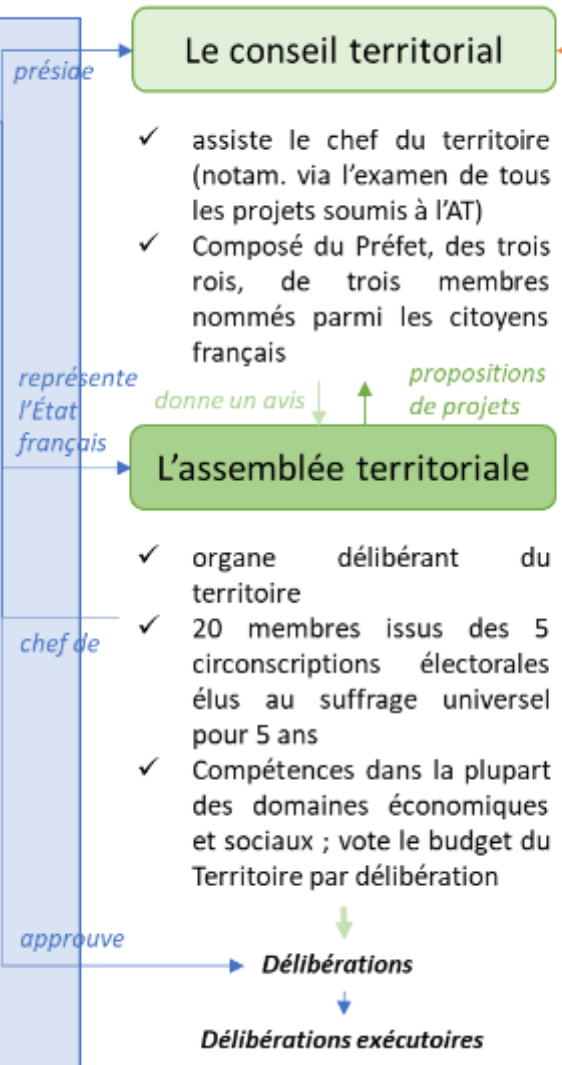 Le conseil territorial
préside
assiste le chef du territoire
(notam. via l'examen de tous
les projets soumis à l'AT)
Composé du Préfet, des trois
rois, de trois membres
nommés parmi les citoyens
français
représente
l'État
français
donne un avis
propositions
de projets
L'assemblée territoriale
organe délibérant du
territoire
20 membres issus des 5
circonscriptions électorales
élus au suffrage universel
pour 5 ans
chef de
Compétences dans la plupart
des domaines économiques
et sociaux ; vote le budget du
Territoire par délibération
approuve
Délibérations
Délibérations exécutoires